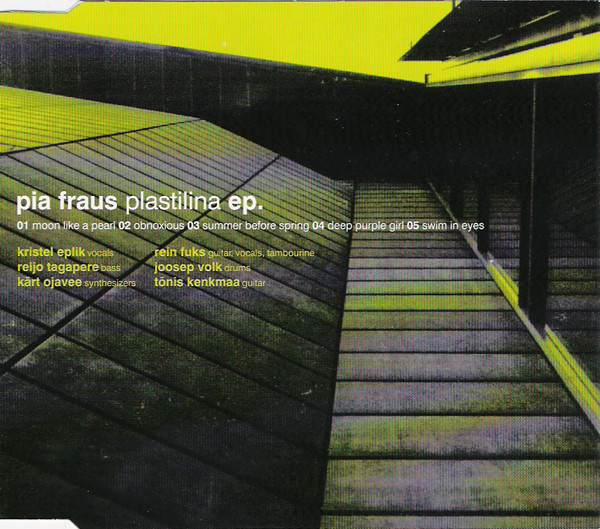 pia fraus plastilina ep.
01 moon like a pearl 02 obnoxious 03 summer before spring 04 deep purple girl 05 swim in eyes
kristel eplik vocals
reijo tagapere bass
kärt ojavee synthesizers
rein fuks guitar, vocals, tambourine
joosep volk drums
tõnis kenkmaa guitar